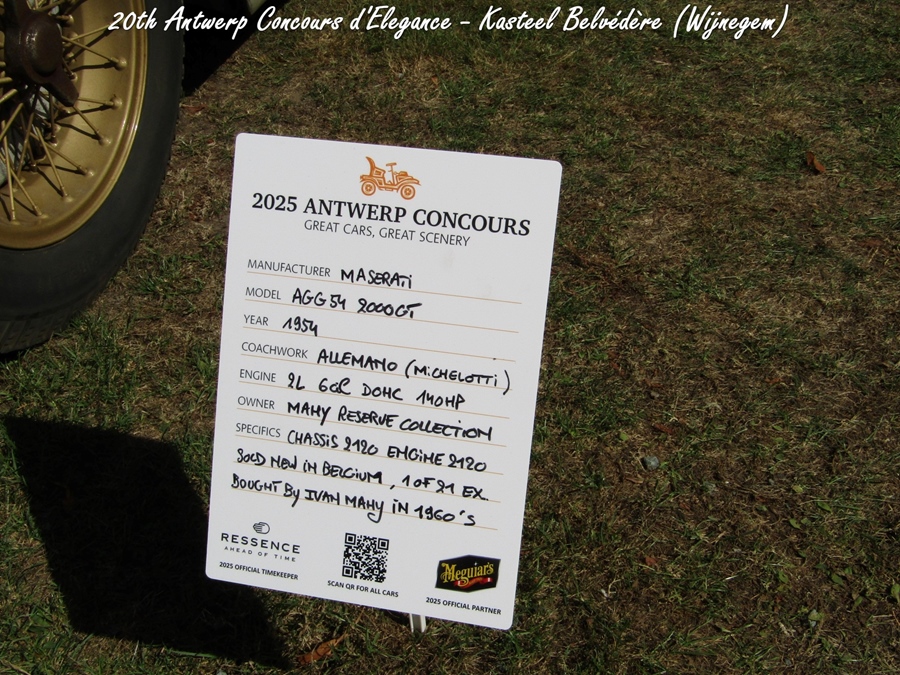 20th Antwerp Concours d'Elegance - Kasteel Belvédère (Wijnegem)
2025 ANTWERP CONCOURS
GREAT CARS, GREAT SCENERY
MANUFACTURER MASERATi
MODEL A6G54 2000GT
YEAR 1954
COACHWORK ALLEMANO (MiCHELOTTi)
ENGINE 2L 6CiL DOHC 140HP
OWNER MAHY RESERVE COLLECTION
SPECIFICS CHASSiS 2120 ENGiNE 2120
SOLD NEW iN BELGiUM, 1 OF 21 EX.
BOUGHT By IVAN MAHy iN 1960's
RESSENCE
AHEAD OF TIME
2025 OFFICIAL TIMEKEEPER
SCAN QR FOR ALL CARS
Meguiar's
2025 OFFICIAL PARTNER